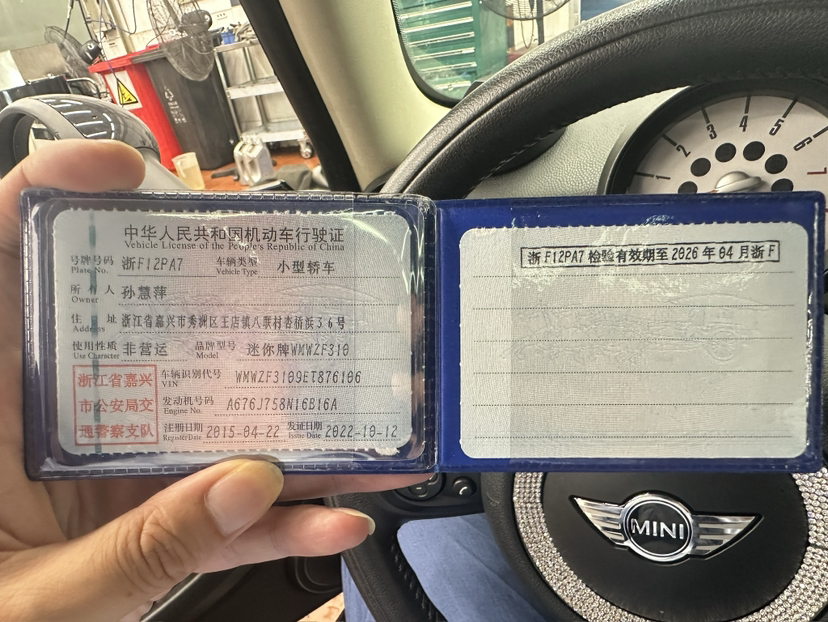 中华人民共和国机动车行驶证
Vehicle License of the People's Republic of China
号牌号码 浙F12PA7 车辆类型 小型轿车
Plate No. Vehicle Type
所有人 孙慧萍
Owner
住址 浙江省嘉兴市秀洲区王店镇八联村杏桥浜36号
Address
使用性质 非营运 品牌型号 迷你牌WMWZF310
Use Character Model
浙江省嘉兴
市公安局交
通警察支队
车辆识别代号 WMWZF3109ET876106
VIN
发动机号码 A676J758N16B16A
Engine No.
注册日期 2015-04-22 发证日期 2022-10-12
Register Date Issue Date
浙F12PA7 检验有效期至 2026年04月浙F
1 2 3 4 5 6 7
MINI